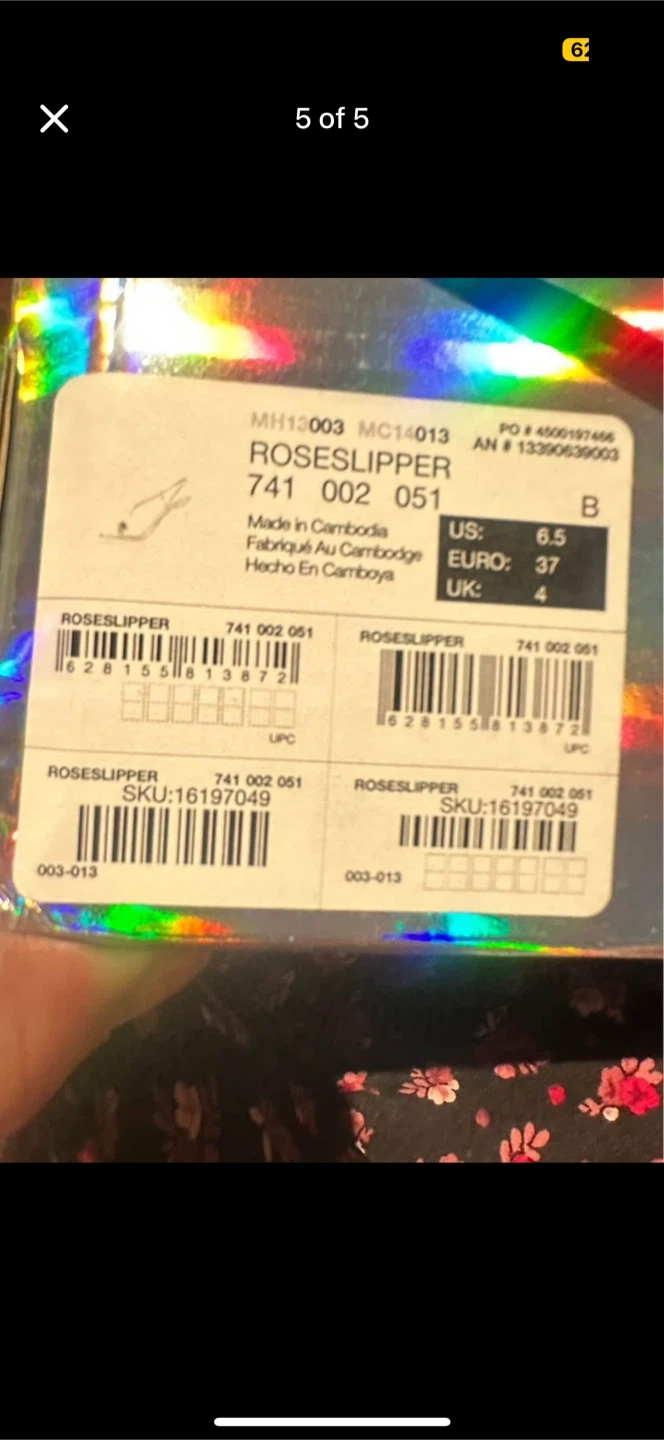 62
5 of 5
MH13003 MC14013
PO # 4500197466
AN # 13390639003
ROSESLIPPER
741 002 051
B
Made in Cambodia
Fabriqué Au Cambodge
Hecho En Camboya
US: 6.5
EURO: 37
UK: 4
ROSESLIPPER 741 002 051
6 28155 81387 2
UPC
ROSESLIPPER 741 002 051
6 28155 81387 2
UPC
ROSESLIPPER 741 002 051
SKU:16197049
003-013
ROSESLIPPER 741 002 051
SKU:16197049
003-013